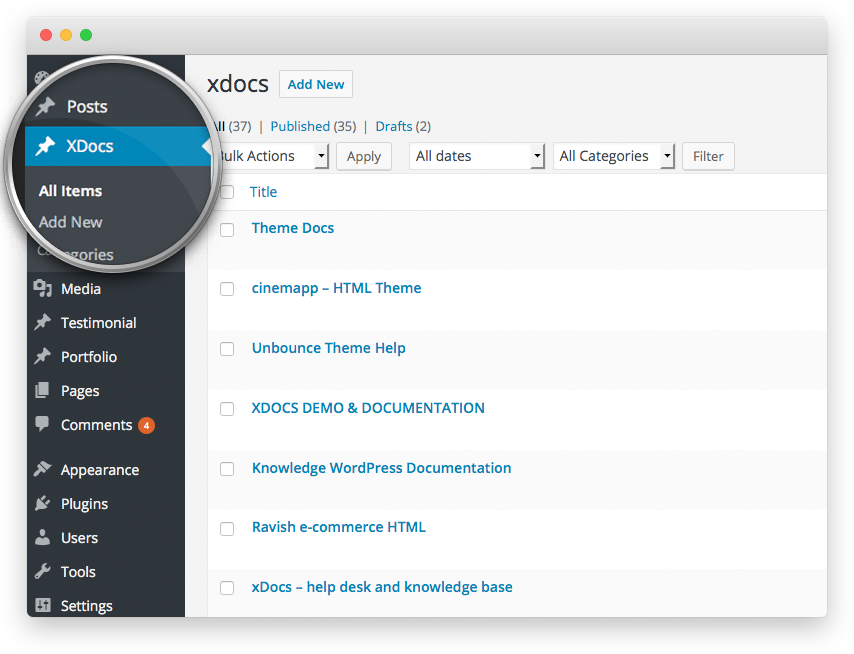 Posts
XDocs
All Items
Add New
Categories
Media
Testimonial
Portfolio
Pages
Comments 4
Appearance
Plugins
Users
Tools
Settings
xdocs Add New
All (37) | Published (35) | Drafts (2)
Bulk Actions Apply All dates All Categories Filter
Title
Theme Docs
cinemapp – HTML Theme
Unbounce Theme Help
XDOCS DEMO & DOCUMENTATION
Knowledge WordPress Documentation
Ravish e-commerce HTML
xDocs – help desk and knowledge base